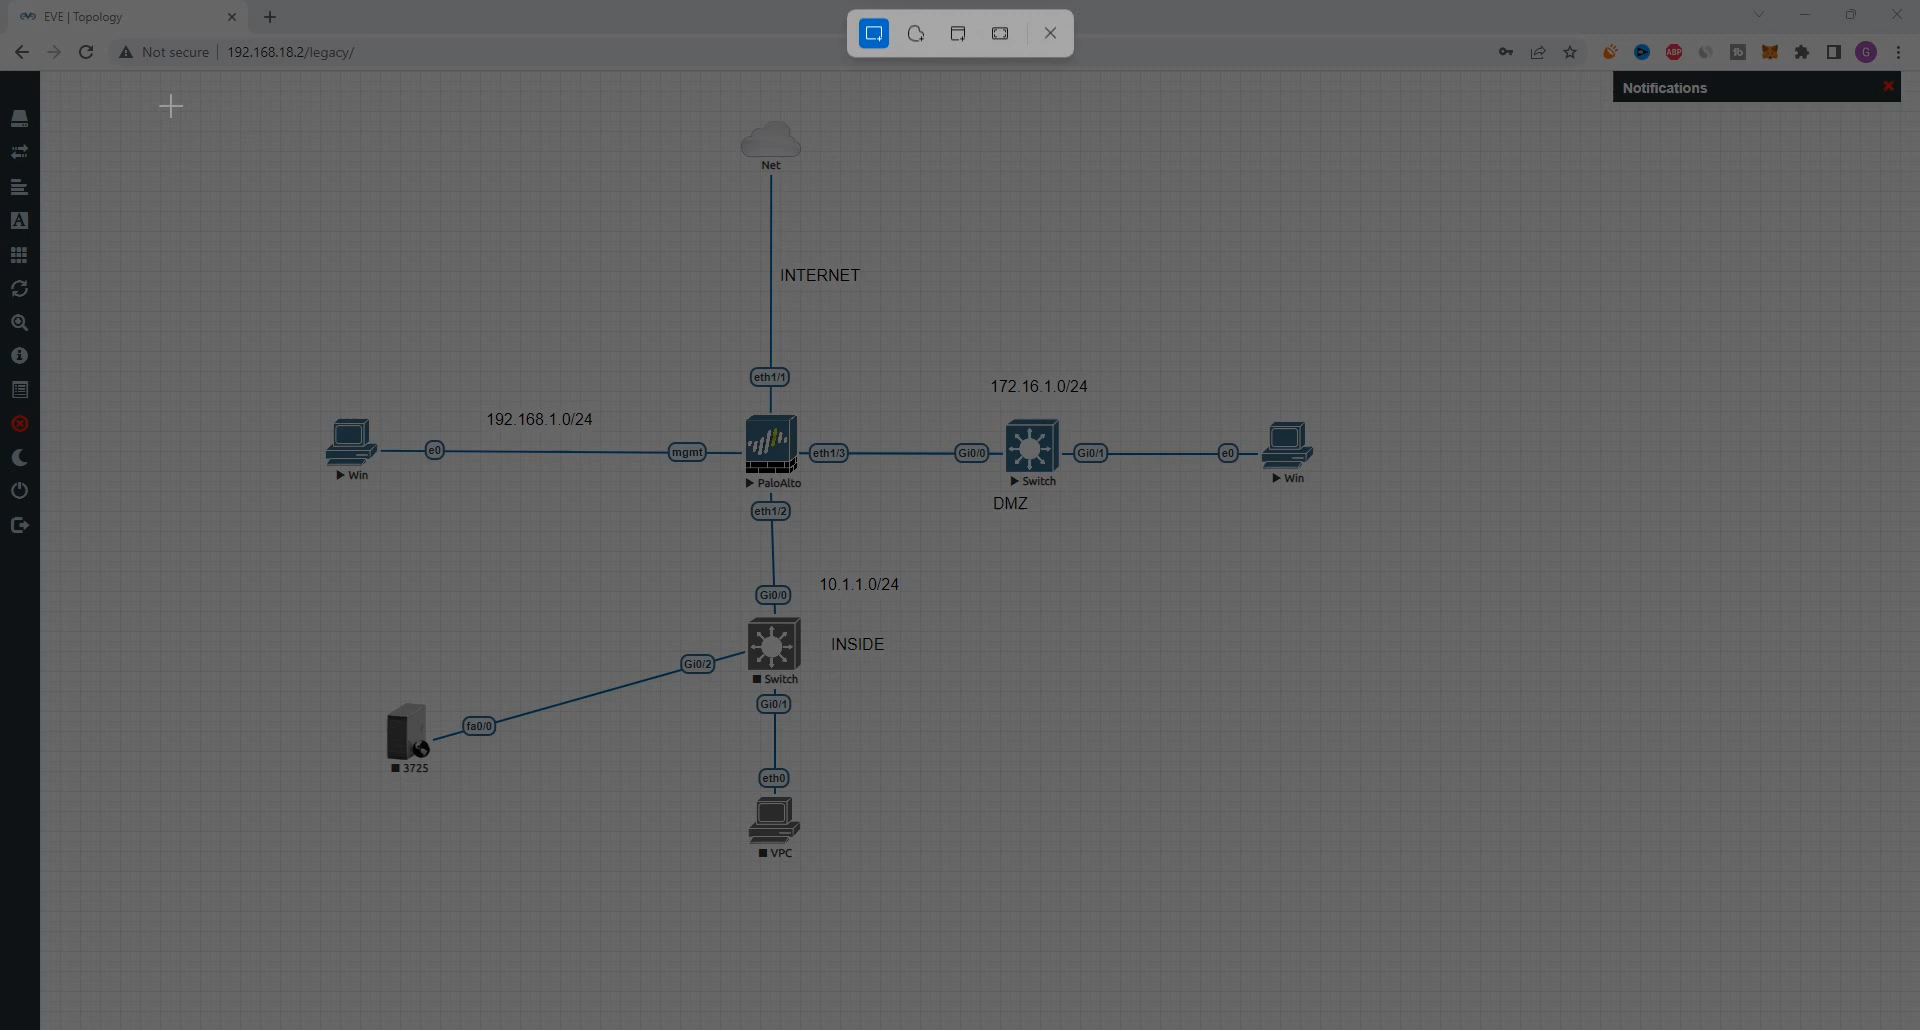 EVE | Topology
Not secure
192.168.18.2/legacy/
ABP
G
Notifications
Net
INTERNET
eth1/1
172.16.1.0/24
192.168.1.0/24
e0
mgmt
eth1/3
Gi0/0
Gi0/1
e0
Win
PaloAlto
Switch
Win
eth1/2
DMZ
10.1.1.0/24
Gi0/0
INSIDE
Gi0/2
Switch
Gi0/1
fa0/0
3725
eth0
VPC